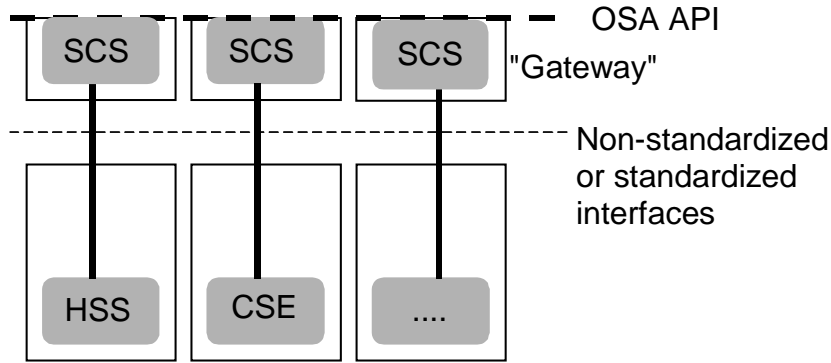 OSA API
SCS
SCS
SCS
"Gateway"
Non-standardized
or standardized
interfaces
HSS
CSE
....